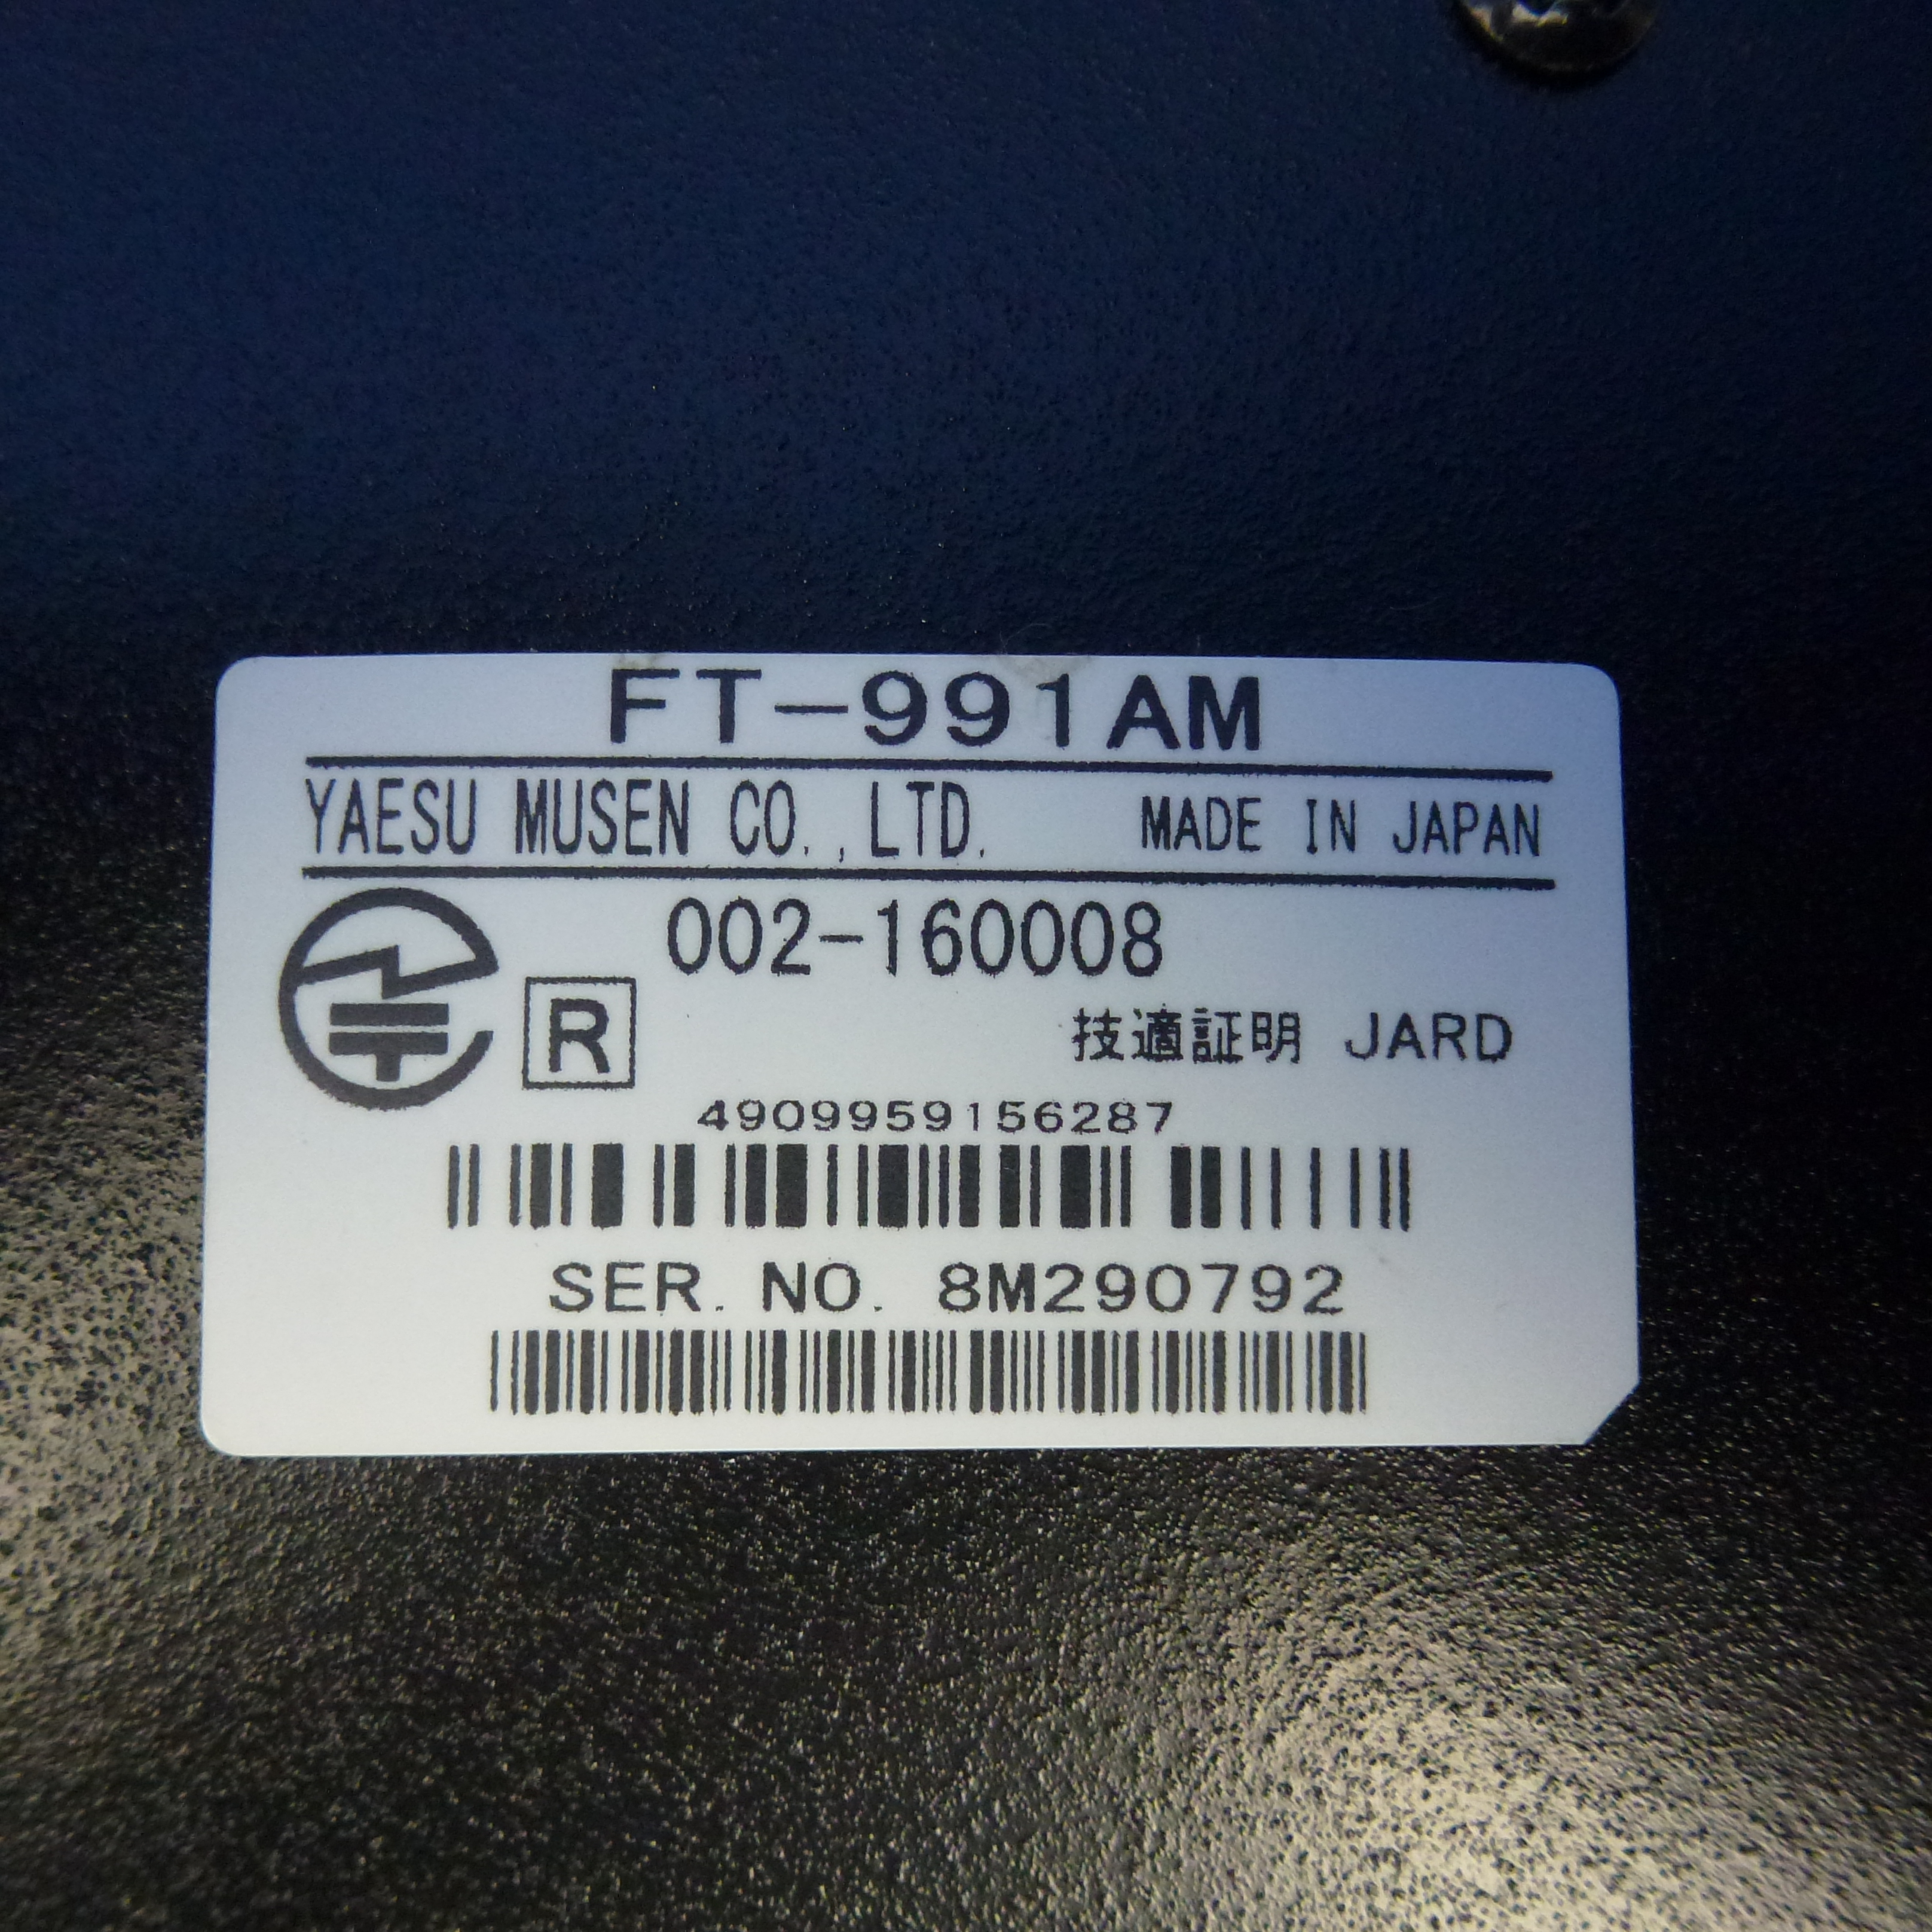 FT-991AM
YAESU MUSEN CO., LTD. MADE IN JAPAN
002-160008
R
技適証明 JARD
4909959156287
SER. NO. 8M290792